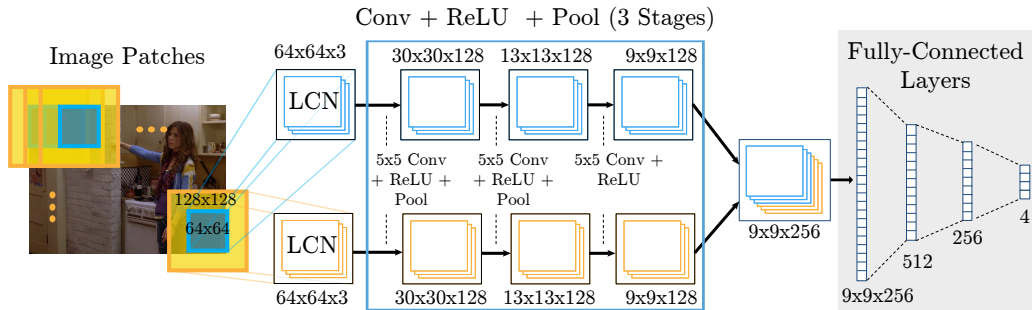 Conv + ReLU + Pool (3 Stages)
Image Patches
64x64x3
30x30x128
13x13x128
9x9x128
Fully-Connected
Layers
LCN
5x5 Conv
+ ReLU +
Pool
5x5 Conv
+ ReLU +
Pool
5x5 Conv +
ReLU
128x128
64x64
LCN
64x64x3
30x30x128
13x13x128
9x9x128
9x9x256
9x9x256
512
256
4